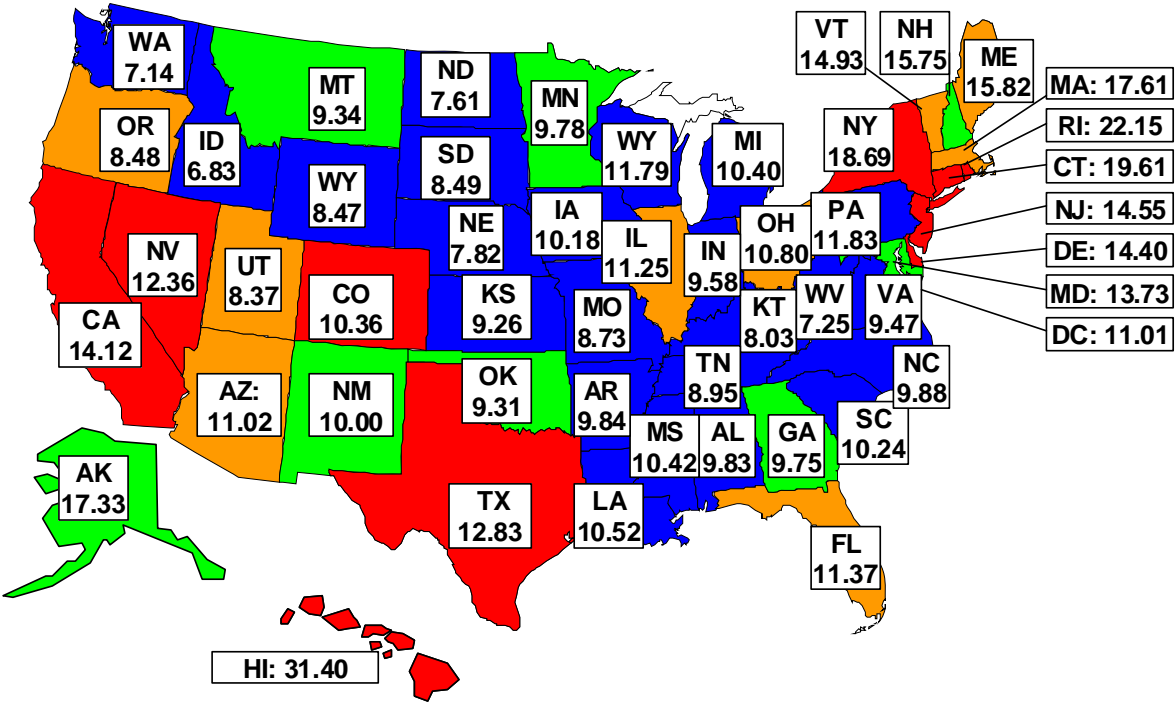 WA
7.14
MT
9.34
ND
7.61
MN
9.78
VT
14.93
NH
15.75
ME
15.82
OR
8.48
ID
6.83
SD
8.49
WY
11.79
MI
10.40
NY
18.69
MA: 17.61
RI: 22.15
CT: 19.61
NJ: 14.55
DE: 14.40
MD: 13.73
DC: 11.01
WY
8.47
NE
7.82
IA
10.18
IL
11.25
IN
9.58
OH
10.80
PA
11.83
NV
12.36
UT
8.37
CO
10.36
KS
9.26
MO
8.73
KT
8.03
WV
7.25
VA
9.47
CA
14.12
AZ:
11.02
NM
10.00
OK
9.31
AR
9.84
TN
8.95
NC
9.88
MS
10.42
AL
9.83
GA
9.75
SC
10.24
AK
17.33
TX
12.83
LA
10.52
FL
11.37
HI: 31.40